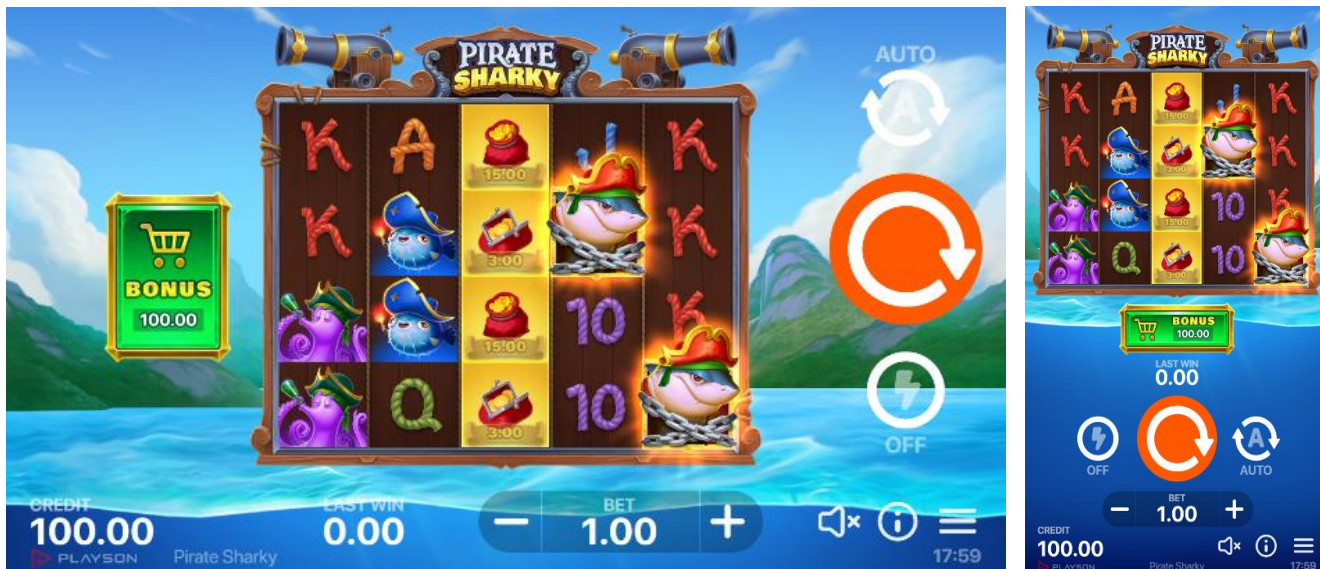 PIRATE
SHARKY
AUTO
A
K
A
15.00
J
K
K
3.00
K
15.00
10
K
Q
3.00
10
BONUS
100.00
OFF
CREDIT
100.00
LAST WIN
0.00
BET
1.00
PLAYSON
Pirate Sharky
17:59
PIRATE
SHARKY
K
A
15.00
J
K
K
3.00
K
15.00
10
K
Q
3.00
10
BONUS
100.00
LAST WIN
0.00
A
OFF
AUTO
BET
1.00
CREDIT
100.00
PLAYSON
Pirate Sharky
17:59